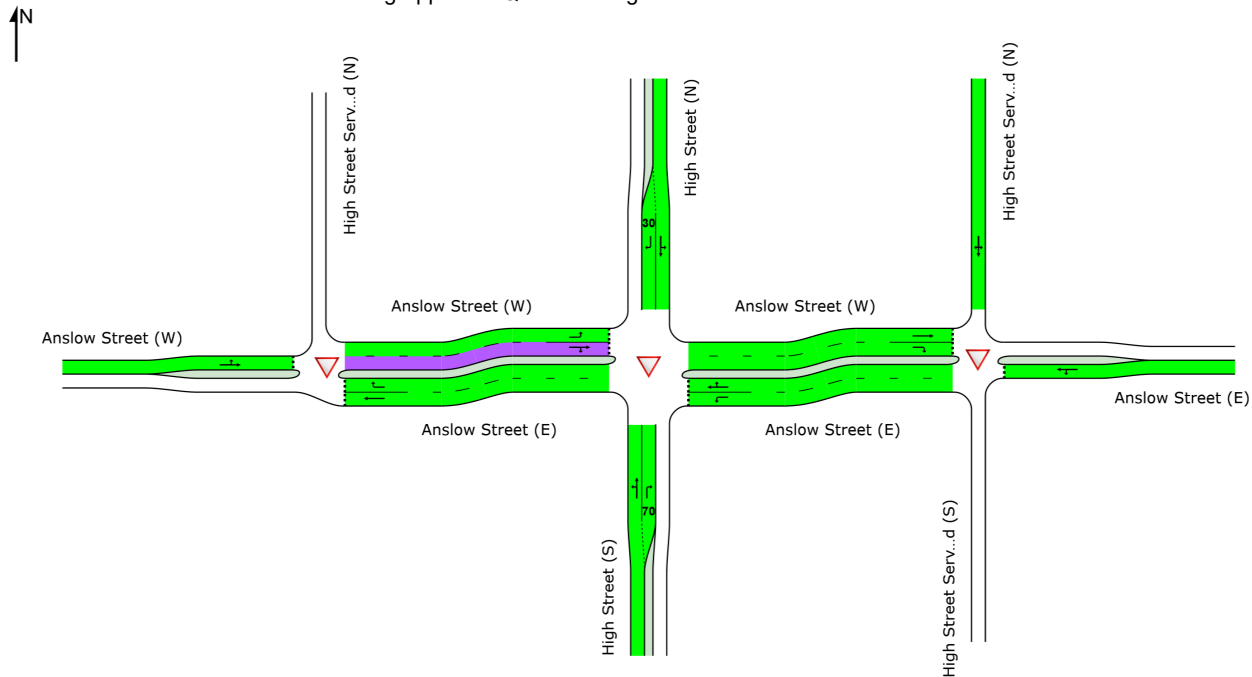 N
High Street Serv...d (N)
High Street (N)
High Street Serv...d (N)
30
Anslow Street (W)
Anslow Street (W)
Anslow Street (W)
Anslow Street (E)
Anslow Street (E)
Anslow Street (E)
70
High Street (S)
High Street Serv...d (S)